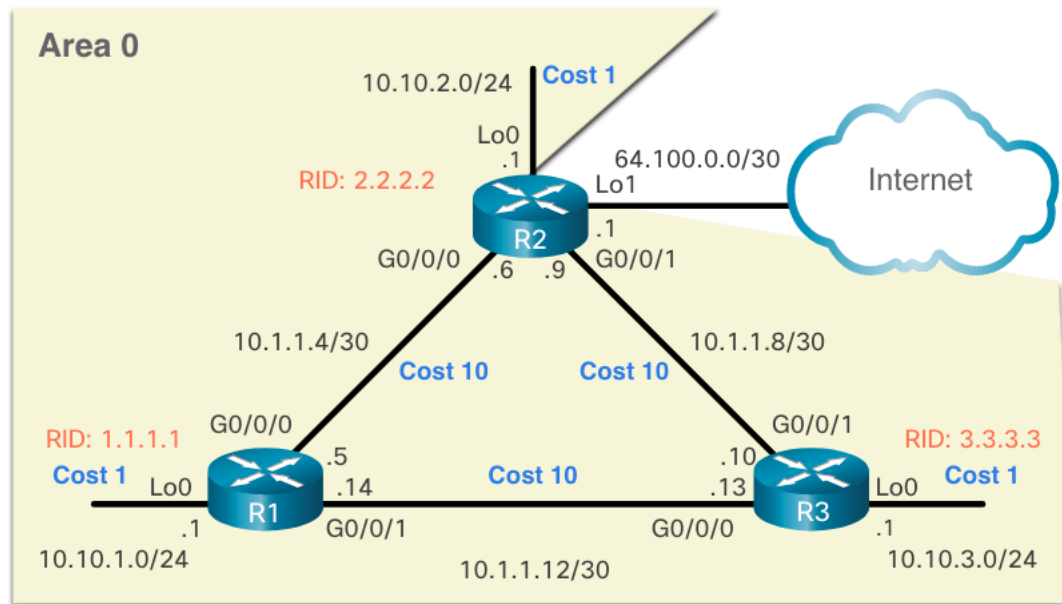 Area 0
Cost 1
10.10.2.0/24
Lo0
.1
64.100.0.0/30
Internet
RID: 2.2.2.2
Lo1
.1
R2
G0/0/0
.6
.9
G0/0/1
10.1.1.4/30
10.1.1.8/30
Cost 10
Cost 10
RID: 1.1.1.1
G0/0/0
G0/0/1
RID: 3.3.3.3
Cost 1
Lo0
.5
Cost 10
.10
Cost 1
.14
.13
Lo0
R1
R3
.1
G0/0/1
G0/0/0
.1
10.10.1.0/24
10.1.1.12/30
10.10.3.0/24